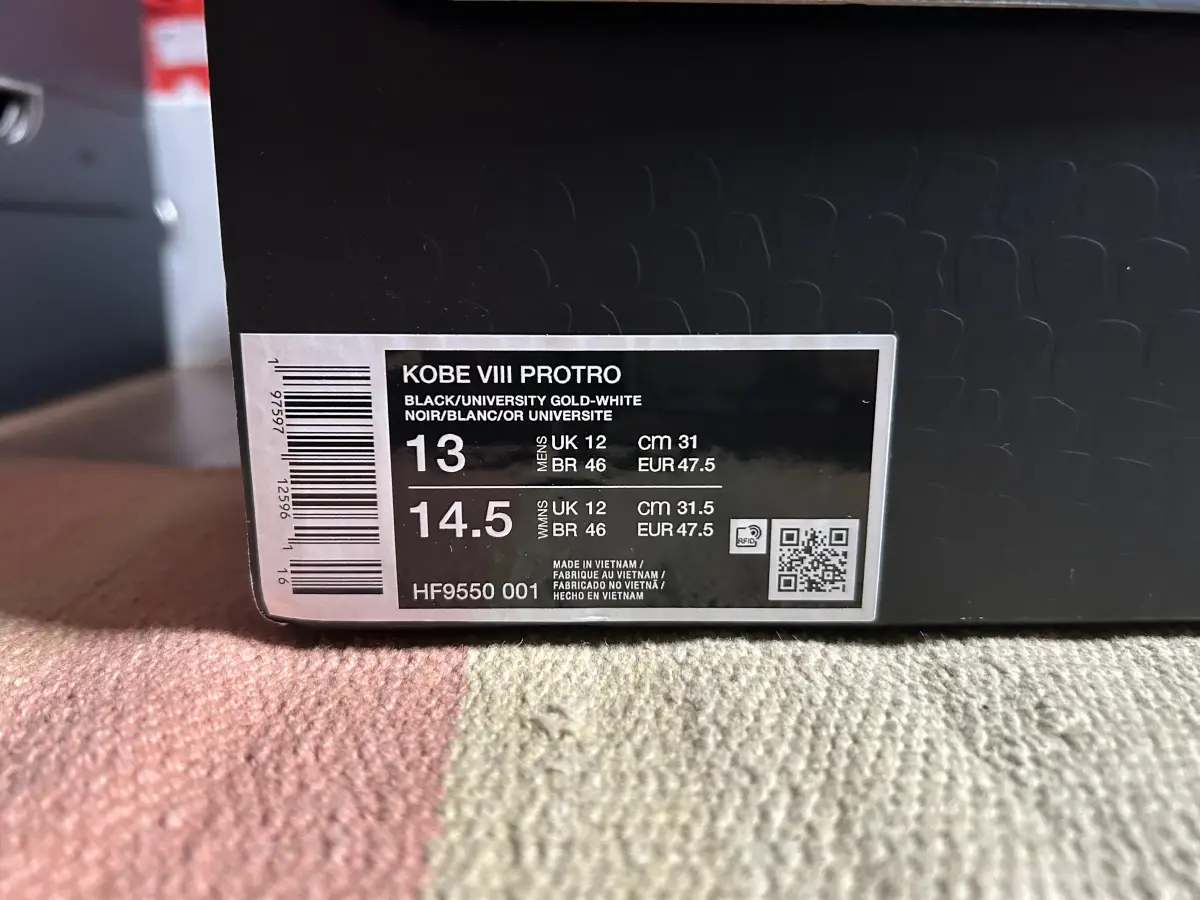 KOBE VIII PROTRO
BLACK/UNIVERSITY GOLD-WHITE
NOIR/BLANC/OR UNIVERSITE
13 MENS UK 12 cm 31
BR 46 EUR 47.5
14.5 WMNS UK 12 cm 31.5
BR 46 EUR 47.5
RFID
HF9550 001
MADE IN VIETNAM /
FABRIQUE AU VIETNAM /
FABRICADO NO VIETNÃ /
HECHO EN VIETNAM
1 97597 12596 1 16